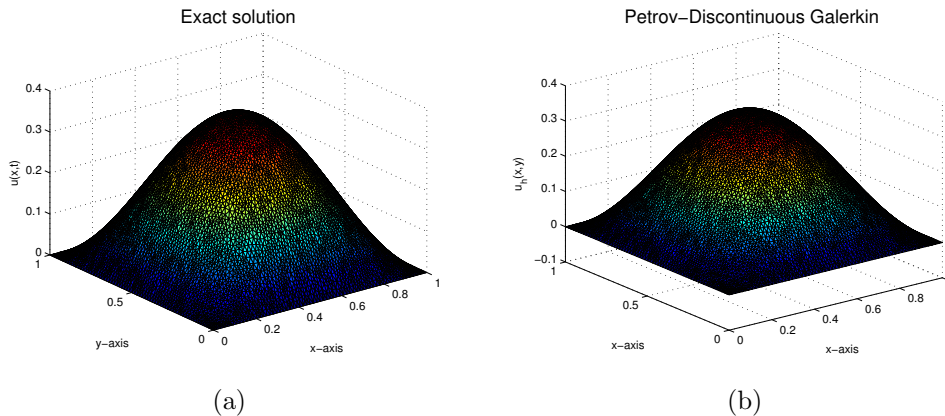 Exact solution
0.4
0.3
0.2
0.1
0
1
0.5
0
0
0.2
0.4
0.6
0.8
1
u(x,t)
y−axis
x−axis
(a)
Petrov−Discontinuous Galerkin
0.4
0.3
0.2
0.1
0
−0.1
1
0.5
0
0
0.2
0.4
0.6
0.8
u_h(x,y)
x−axis
x−axis
(b)